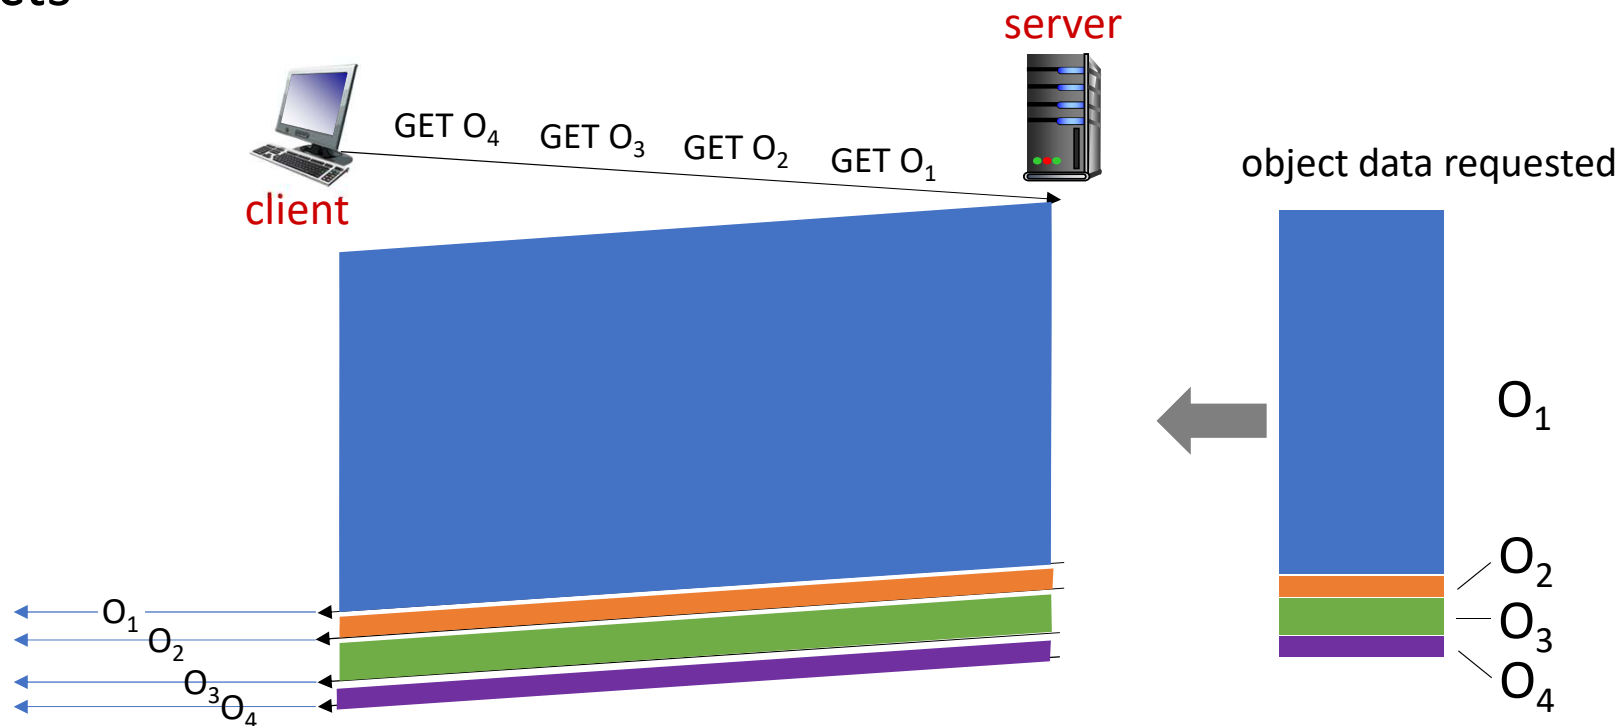 server
GET O4 GET O3 GET O2 GET O1
object data requested
client
O1
O2
O1
O2
O3
O3
O4
O4